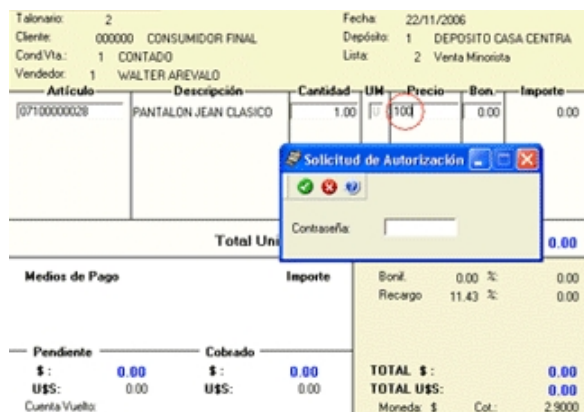 Talonario: 2 Fecha: 22/11/2006
Cliente: 000000 CONSUMIDOR FINAL Depósito: 1 DEPOSITO CASA CENTRA
Cond.Vta.: 1 CONTADO Lista: 2 Venta Minorista
Vendedor: 1 WALTER AREVALO
Artículo Descripción Cantidad UM Precio Bon. Importe
07100000028 PANTALON JEAN CLASICO 1.00 U 100 0.00 0.00
Solicitud de Autorización
Contraseña:
Total Uni 0.00
Medios de Pago Importe Bonif. 0.00 % 0.00
Recargo 11.43 % 0.00
Pendiente Cobrado
$ : 0.00 $ : 0.00 TOTAL $ : 0.00
U$S: 0.00 U$S: 0.00 TOTAL U$S: 0.00
Cuenta Vuelto: Moneda: $ Cot.: 2.9000